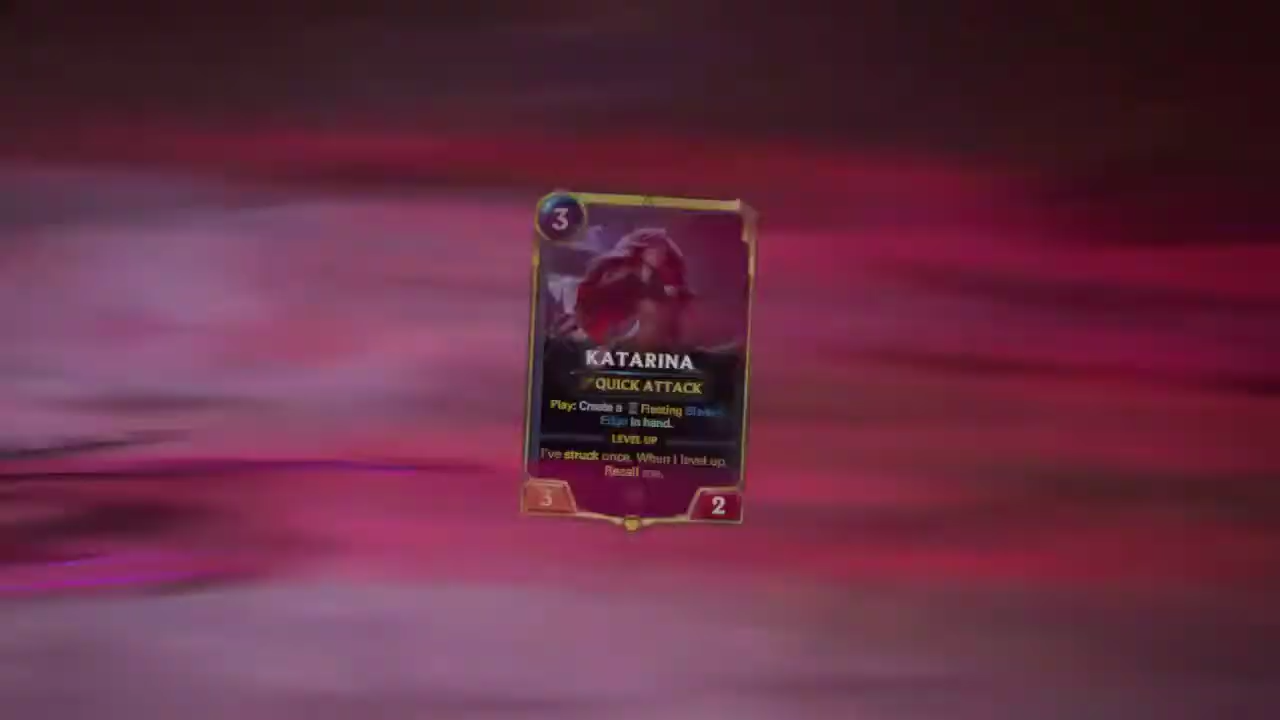 3
KATARINA
QUICK ATTACK
Play: Create a Fleeting Blade's
Edge in hand.
LEVEL UP
I've struck once. When I level up,
Recall me.
3 2